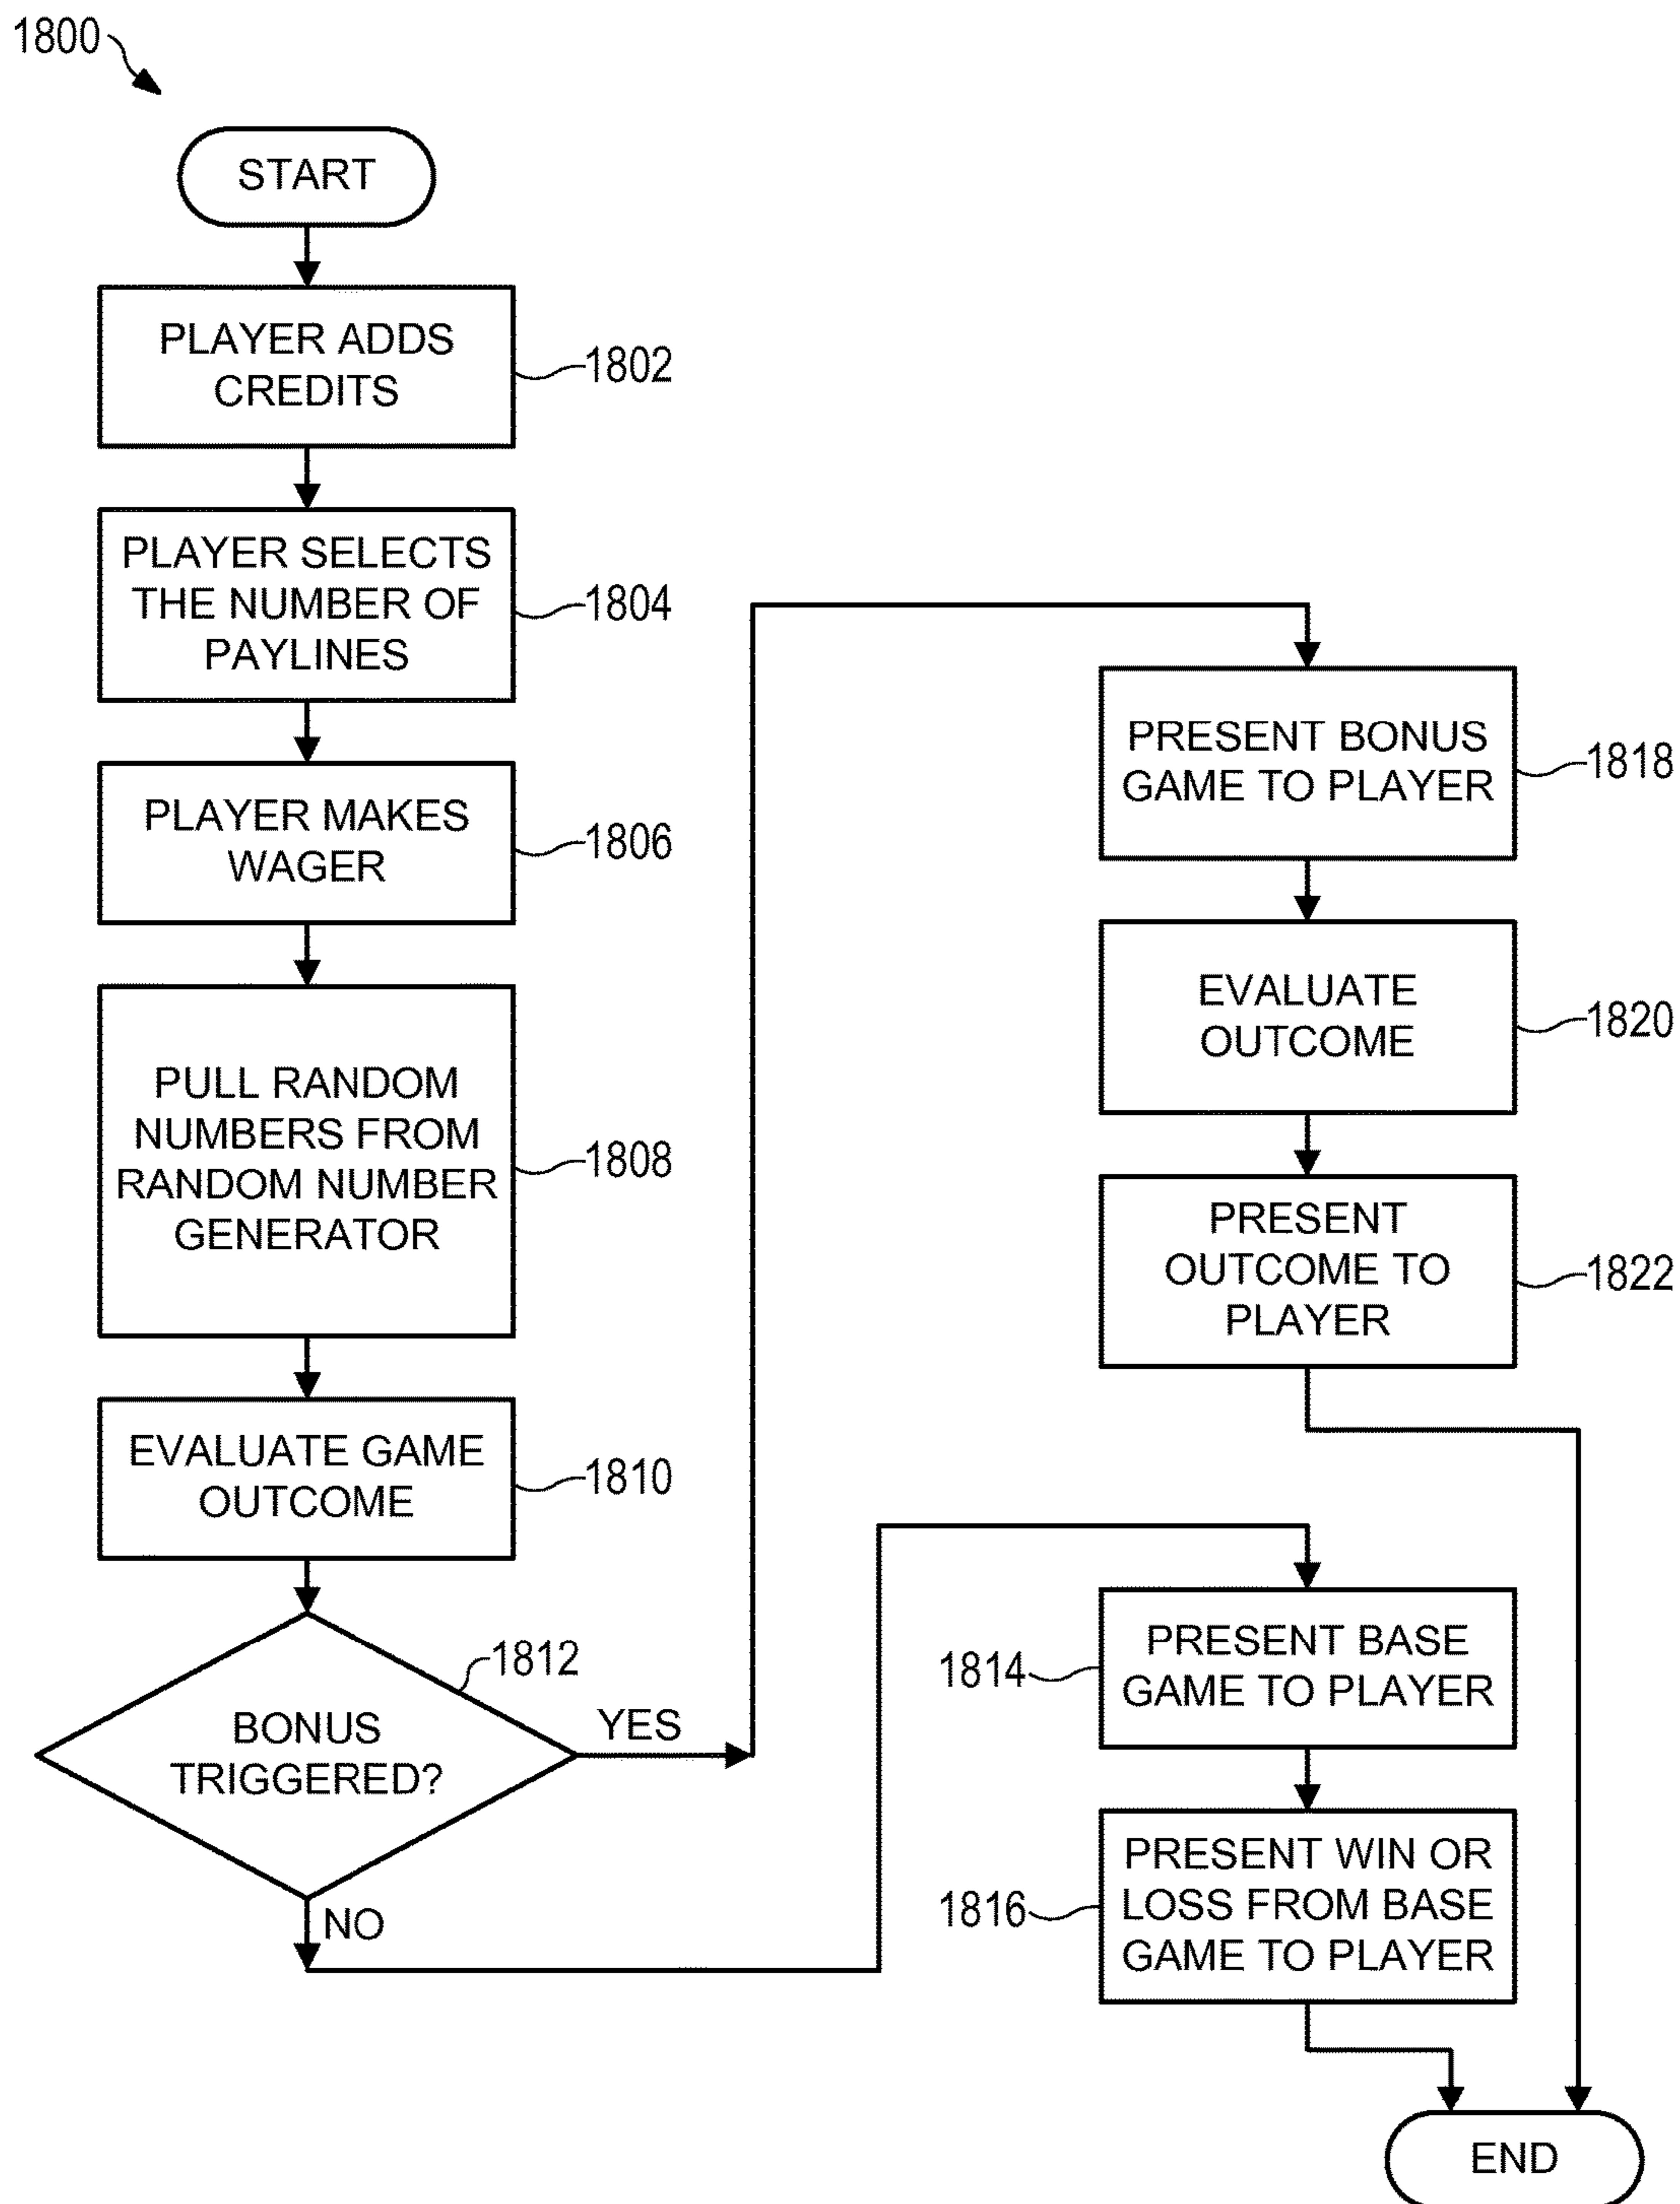 1800
START
PLAYER ADDS
CREDITS
1802
PLAYER SELECTS
THE NUMBER OF
PAYLINES
1804
PLAYER MAKES
WAGER
1806
PULL RANDOM
NUMBERS FROM
RANDOM NUMBER
GENERATOR
1808
EVALUATE GAME
OUTCOME
1810
BONUS
TRIGGERED?
1812
YES
NO
PRESENT BONUS
GAME TO PLAYER
1818
EVALUATE
OUTCOME
1820
PRESENT
OUTCOME TO
PLAYER
1822
PRESENT BASE
GAME TO PLAYER
1814
PRESENT WIN OR
LOSS FROM BASE
GAME TO PLAYER
1816
END